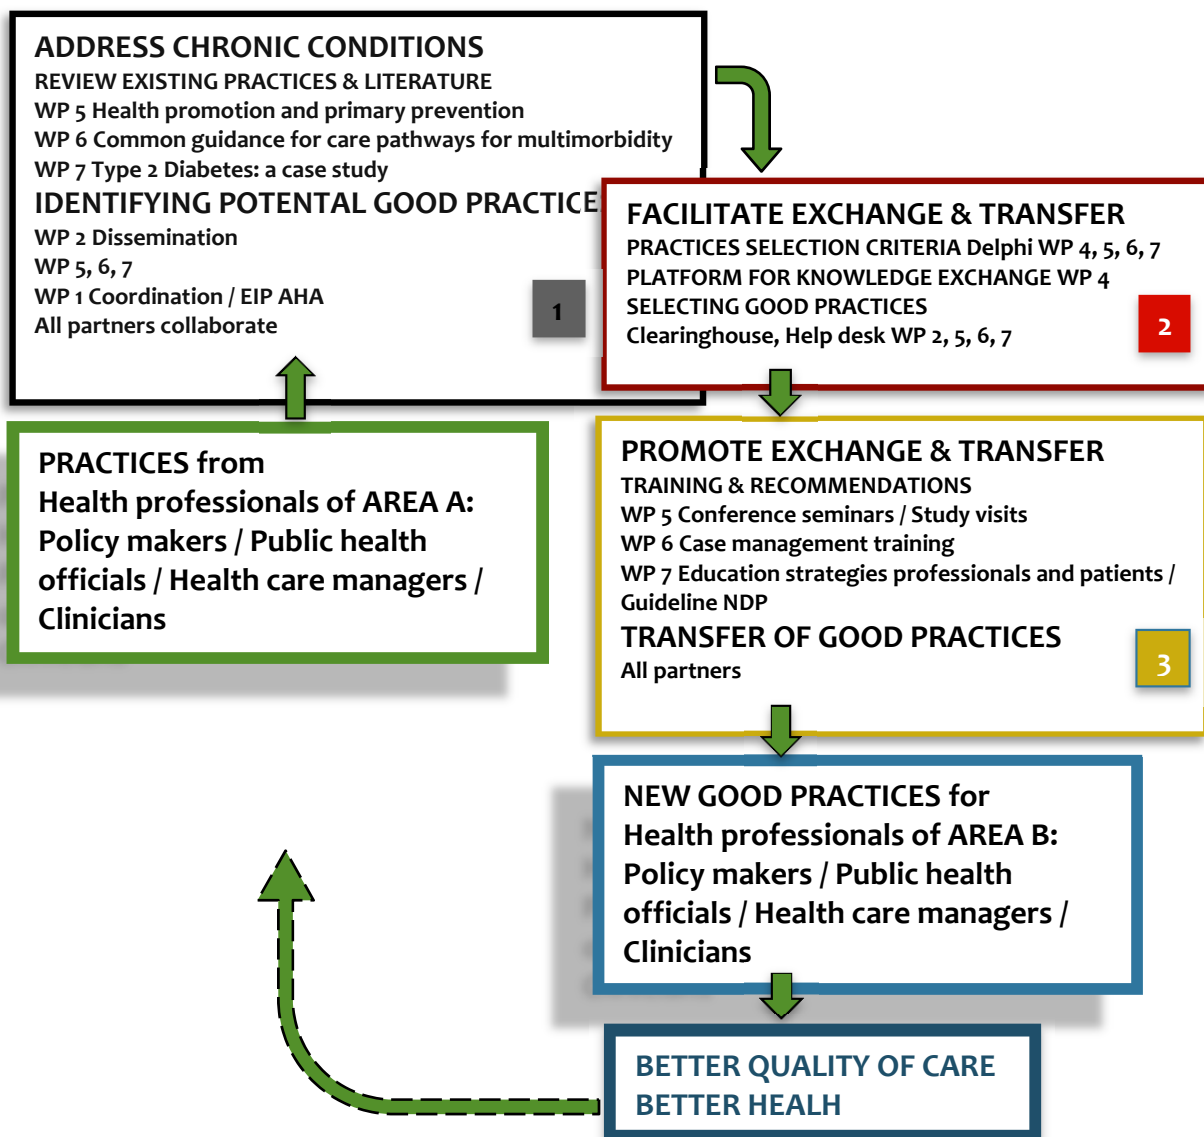 ADDRESS CHRONIC CONDITIONS
REVIEW EXISTING PRACTICES & LITERATURE
WP 5 Health promotion and primary prevention
WP 6 Common guidance for care pathways for multimorbidity
WP 7 Type 2 Diabetes: a case study
IDENTIFYING POTENTAL GOOD PRACTICE
WP 2 Dissemination
WP 5, 6, 7
WP 1 Coordination / EIP AHA
All partners collaborate
1
FACILITATE EXCHANGE & TRANSFER
PRACTICES SELECTION CRITERIA Delphi WP 4, 5, 6, 7
PLATFORM FOR KNOWLEDGE EXCHANGE WP 4
SELECTING GOOD PRACTICES
Clearinghouse, Help desk WP 2, 5, 6, 7
2
PRACTICES from
Health professionals of AREA A:
Policy makers / Public health
officials / Health care managers /
Clinicians
PROMOTE EXCHANGE & TRANSFER
TRAINING & RECOMMENDATIONS
WP 5 Conference seminars / Study visits
WP 6 Case management training
WP 7 Education strategies professionals and patients /
Guideline NDP
TRANSFER OF GOOD PRACTICES
All partners
3
NEW GOOD PRACTICES for
Health professionals of AREA B:
Policy makers / Public health
officials / Health care managers /
Clinicians
BETTER QUALITY OF CARE
BETTER HEALH